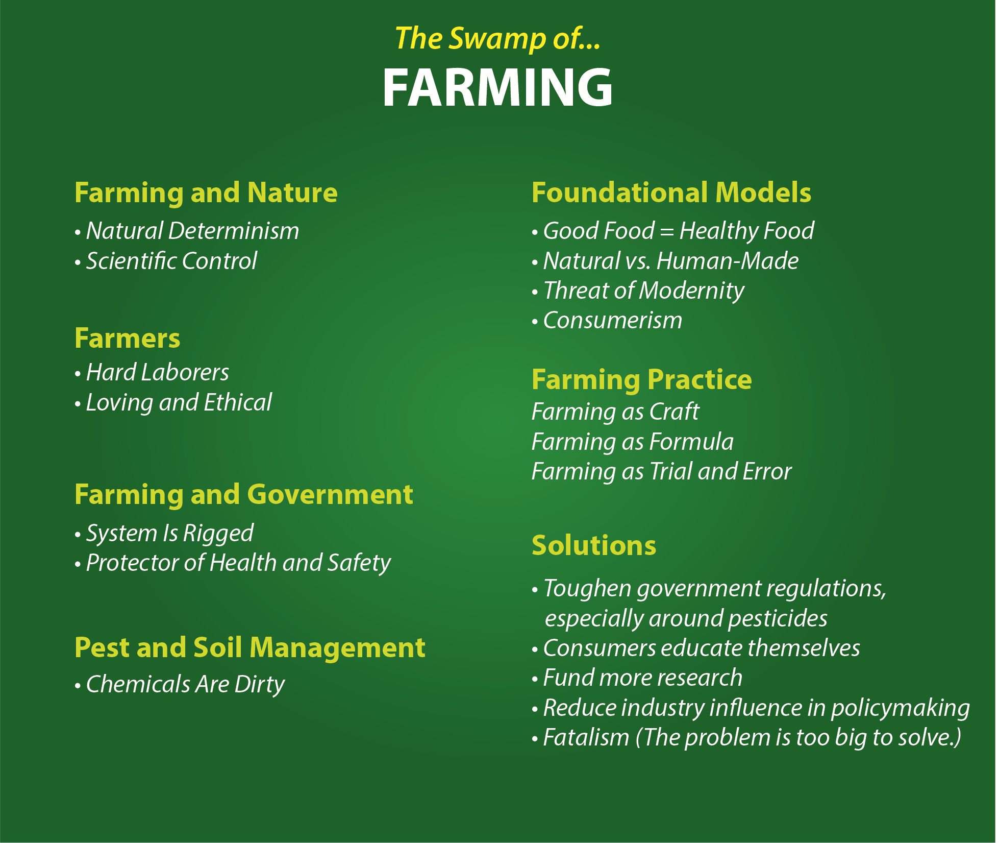 The Swamp of...
FARMING
Farming and Nature
• Natural Determinism
• Scientific Control
Farmers
• Hard Laborers
• Loving and Ethical
Farming and Government
• System Is Rigged
• Protector of Health and Safety
Pest and Soil Management
• Chemicals Are Dirty
Foundational Models
• Good Food = Healthy Food
• Natural vs. Human-Made
• Threat of Modernity
• Consumerism
Farming Practice
Farming as Craft
Farming as Formula
Farming as Trial and Error
Solutions
• Toughen government regulations,
especially around pesticides
• Consumers educate themselves
• Fund more research
• Reduce industry influence in policymaking
• Fatalism (The problem is too big to solve.)